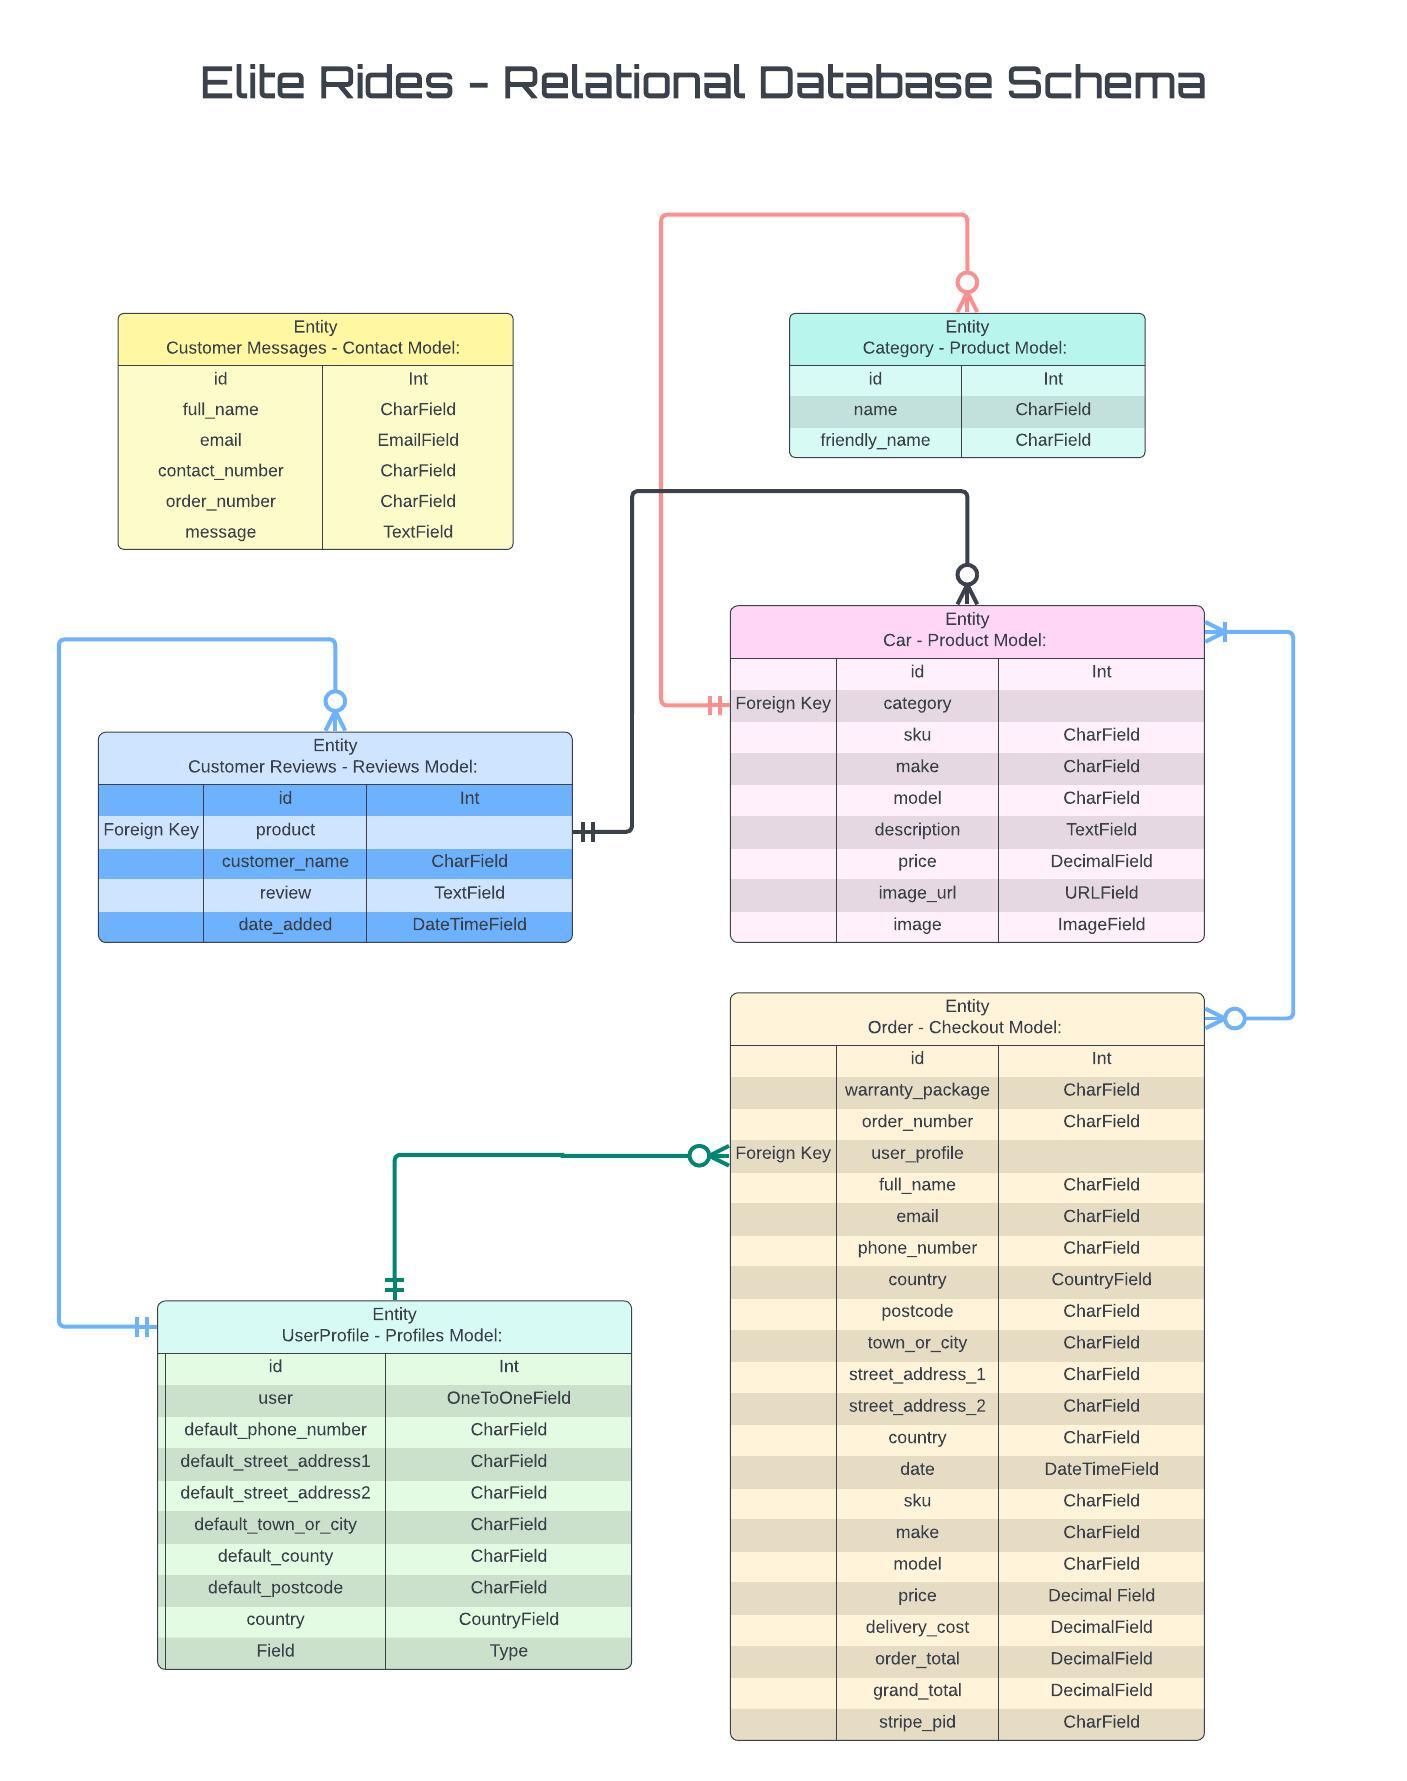 Elite Rides - Relational Database Schema
Entity
Customer Messages - Contact Model:
id Int
full_name CharField
email EmailField
contact_number CharField
order_number CharField
message TextField
Entity
Category - Product Model:
id Int
name CharField
friendly_name CharField
Entity
Car - Product Model:
id Int
Foreign Key category
sku CharField
make CharField
model CharField
description TextField
price DecimalField
image_url URLField
image ImageField
Entity
Customer Reviews - Reviews Model:
id Int
Foreign Key product
customer_name CharField
review TextField
date_added DateTimeField
Entity
Order - Checkout Model:
id Int
warranty_package CharField
order_number CharField
Foreign Key user_profile
full_name CharField
email CharField
phone_number CharField
country CountryField
postcode CharField
town_or_city CharField
street_address_1 CharField
street_address_2 CharField
country CharField
date DateTimeField
sku CharField
make CharField
model CharField
price Decimal Field
delivery_cost DecimalField
order_total DecimalField
grand_total DecimalField
stripe_pid CharField
Entity
UserProfile - Profiles Model:
id Int
user OneToOneField
default_phone_number CharField
default_street_address1 CharField
default_street_address2 CharField
default_town_or_city CharField
default_county CharField
default_postcode CharField
country CountryField
Field Type